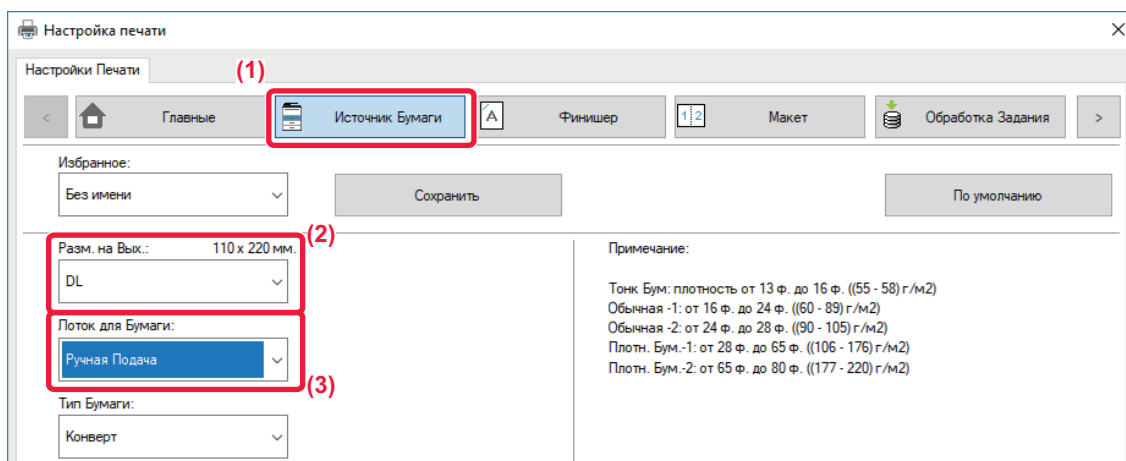 Настройка печати
Настройки Печати
(1)
<
Главные
Источник Бумаги
A
Финишер
1 2
Макет
Обработка Задания
>
Избранное:
Без имени
Сохранить
По умолчанию
(2)
Разм. на Вых.: 110 x 220 мм.
DL
Лоток для Бумаги:
Ручная Подача
(3)
Тип Бумаги:
Конверт
Примечание:
Тонк Бум: плотность от 13 ф. до 16 ф. ((55 - 58) г/м2)
Обычная -1: от 16 ф. до 24 ф. ((60 - 89) г/м2)
Обычная -2: от 24 ф. до 28 ф. ((90 - 105) г/м2)
Плотн. Бум.-1: от 28 ф. до 65 ф. ((106 - 176) г/м2)
Плотн. Бум.-2: от 65 ф. до 80 ф. ((177 - 220) г/м2)